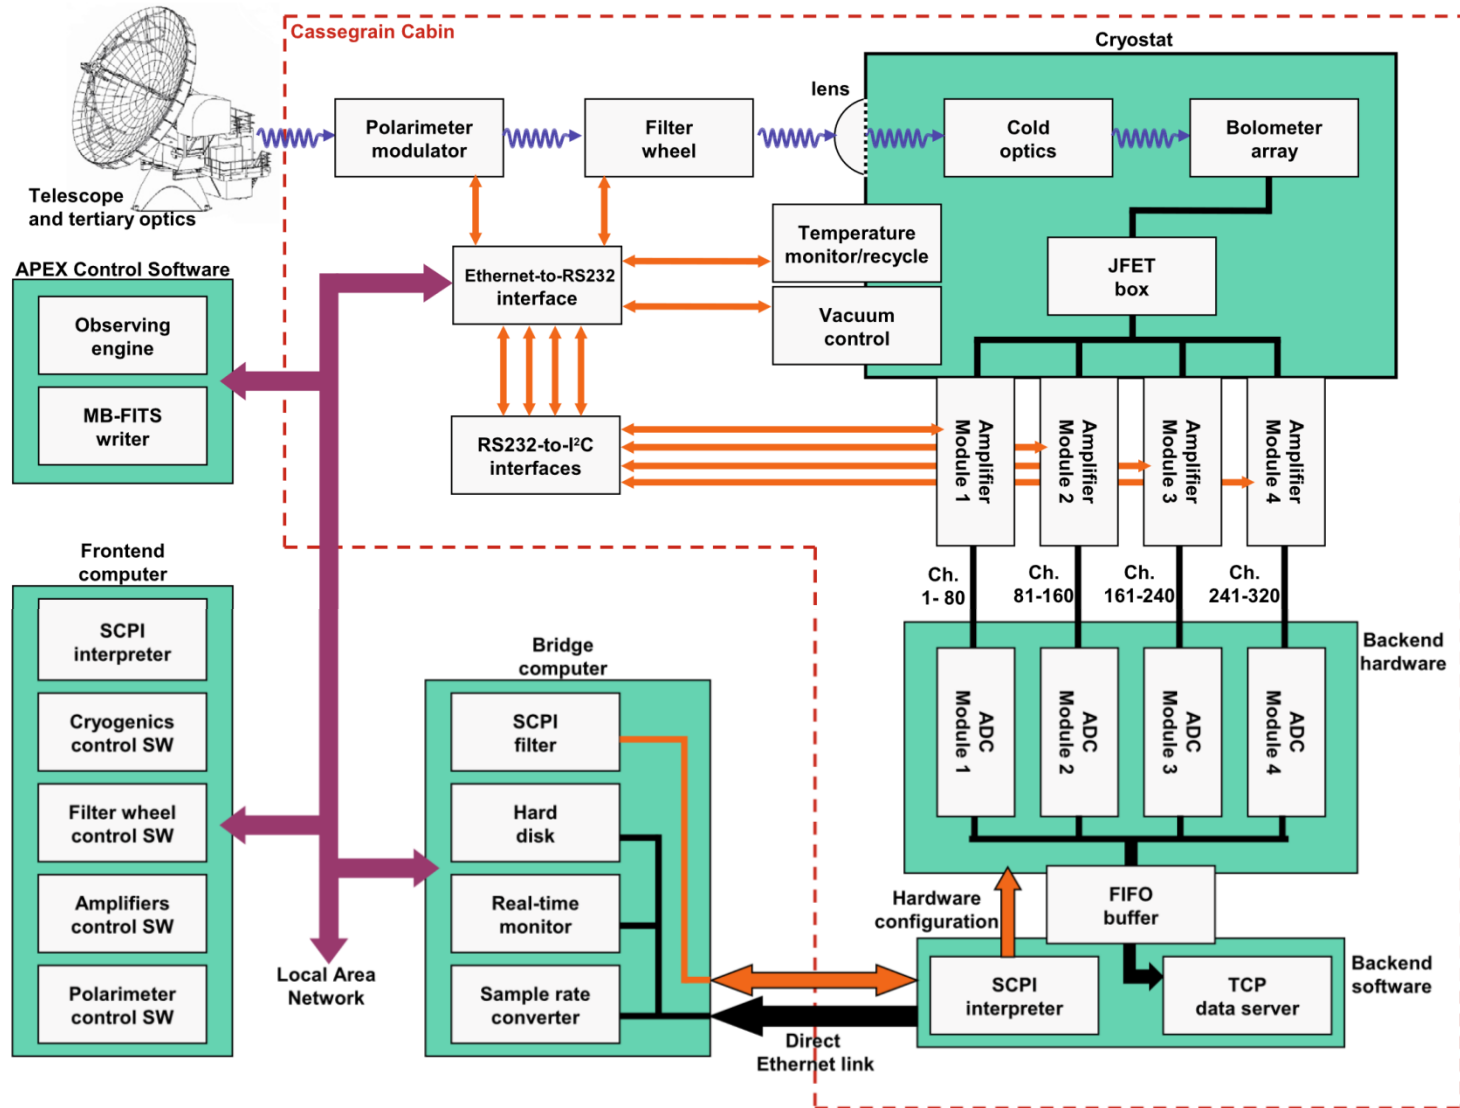 Cassegrain Cabin
Cryostat
lens
Polarimeter
modulator
Filter
wheel
Cold
optics
Bolometer
array
Telescope
and tertiary optics
Temperature
monitor/recycle
JFET
box
APEX Control Software
Ethernet-to-RS232
interface
Vacuum
control
Observing
engine
MB-FITS
writer
RS232-to-I²C
interfaces
Amplifier
Module 1
Amplifier
Module 2
Amplifier
Module 3
Amplifier
Module 4
Frontend
computer
Ch.
1- 80
Ch.
81-160
Ch.
161-240
Ch.
241-320
SCPI
interpreter
Cryogenics
control SW
Filter wheel
control SW
Amplifiers
control SW
Polarimeter
control SW
Bridge
computer
SCPI
filter
Hard
disk
Real-time
monitor
Sample rate
converter
Local Area
Network
Backend
hardware
ADC
Module 1
ADC
Module 2
ADC
Module 3
ADC
Module 4
Hardware
configuration
FIFO
buffer
Backend
software
SCPI
interpreter
TCP
data server
Direct
Ethernet link